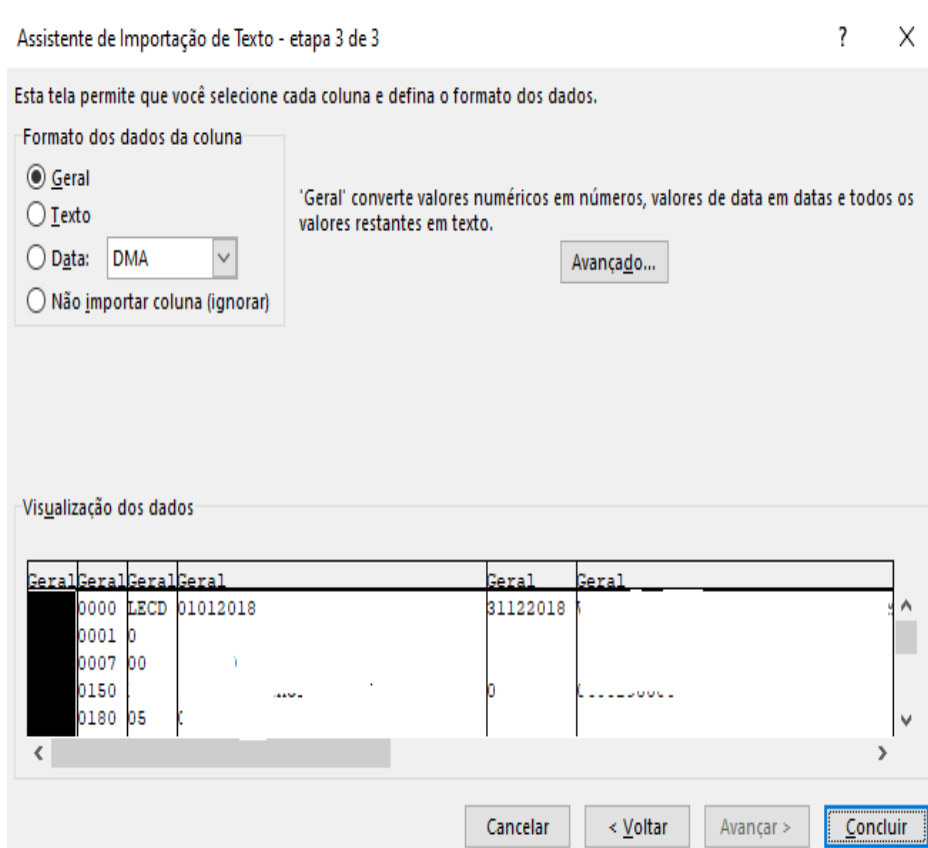 Assistente de Importação de Texto - etapa 3 de 3 ? X
Esta tela permite que você selecione cada coluna e defina o formato dos dados.
Formato dos dados da coluna
Geral
Texto
Data: DMA
Não importar coluna (ignorar)
'Geral' converte valores numéricos em números, valores de data em datas e todos os
valores restantes em texto.
Avançado...
Visualização dos dados
Geral Geral Geral Geral Geral Geral
0000 LECD 01012018 31122018
0001 0
0007 00
0150 0
0180 05
Cancelar < Voltar Avançar > Concluir